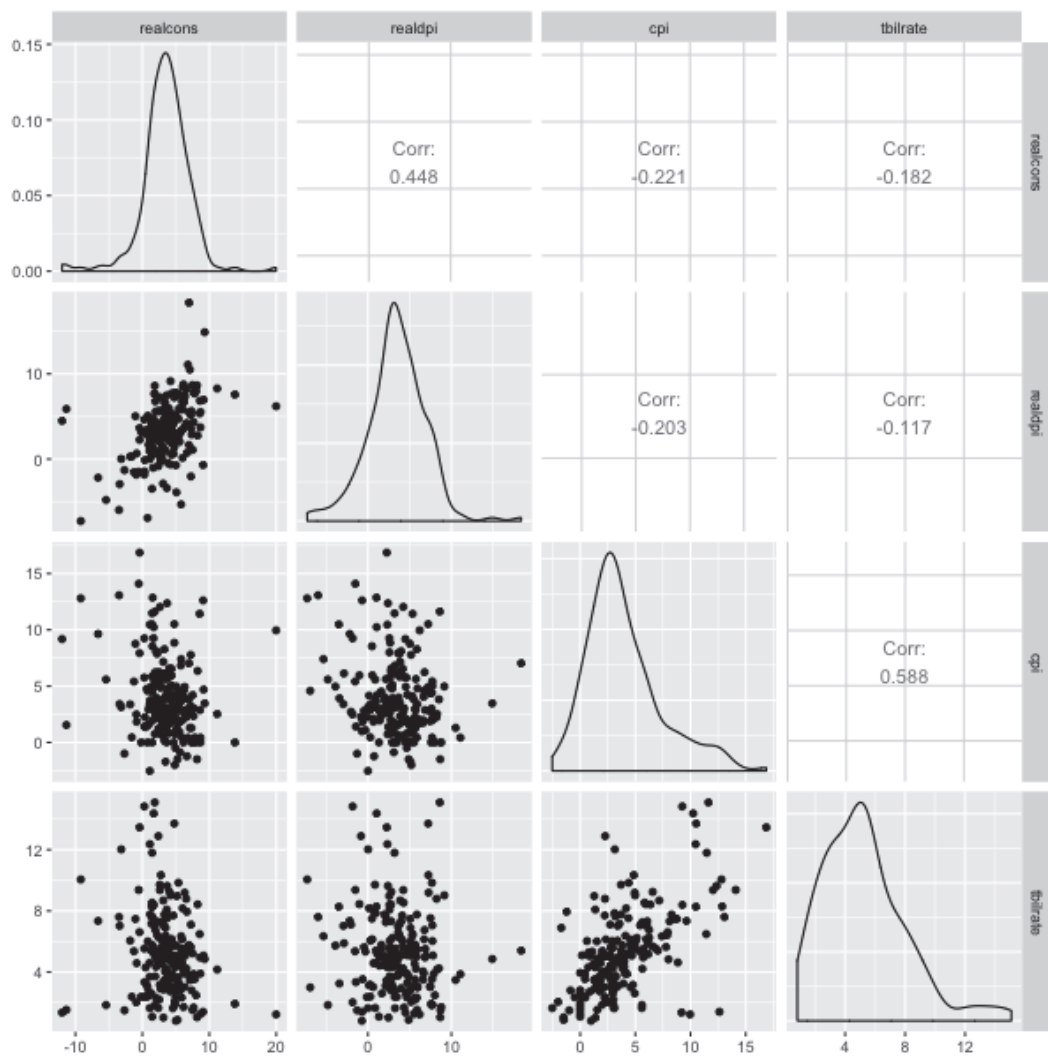 realcons realdpi cpi tbilrate
0.15
0.10
0.05
0.00
Corr:
0.448
Corr:
-0.221
Corr:
-0.182
realcons
10
0
Corr:
-0.203
Corr:
-0.117
realdpi
15
10
5
0
Corr:
0.588
cpi
12
8
4
tbilrate
-10 0 10 20 0 10 0 5 10 15 4 8 12